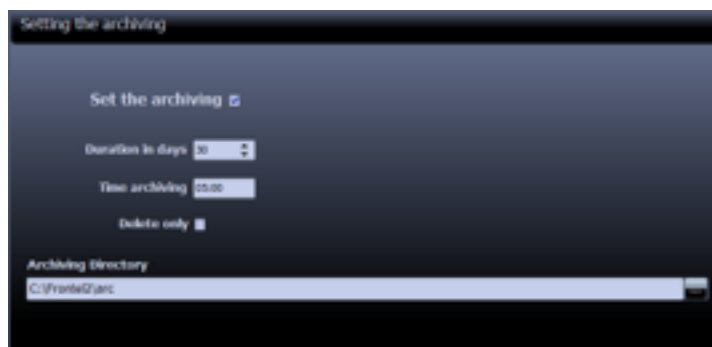 Setting the archiving
Set the archiving
Duration in days 30
Time archiving 05:00
Delete only
Archiving Directory
C:\Frontel2\arc